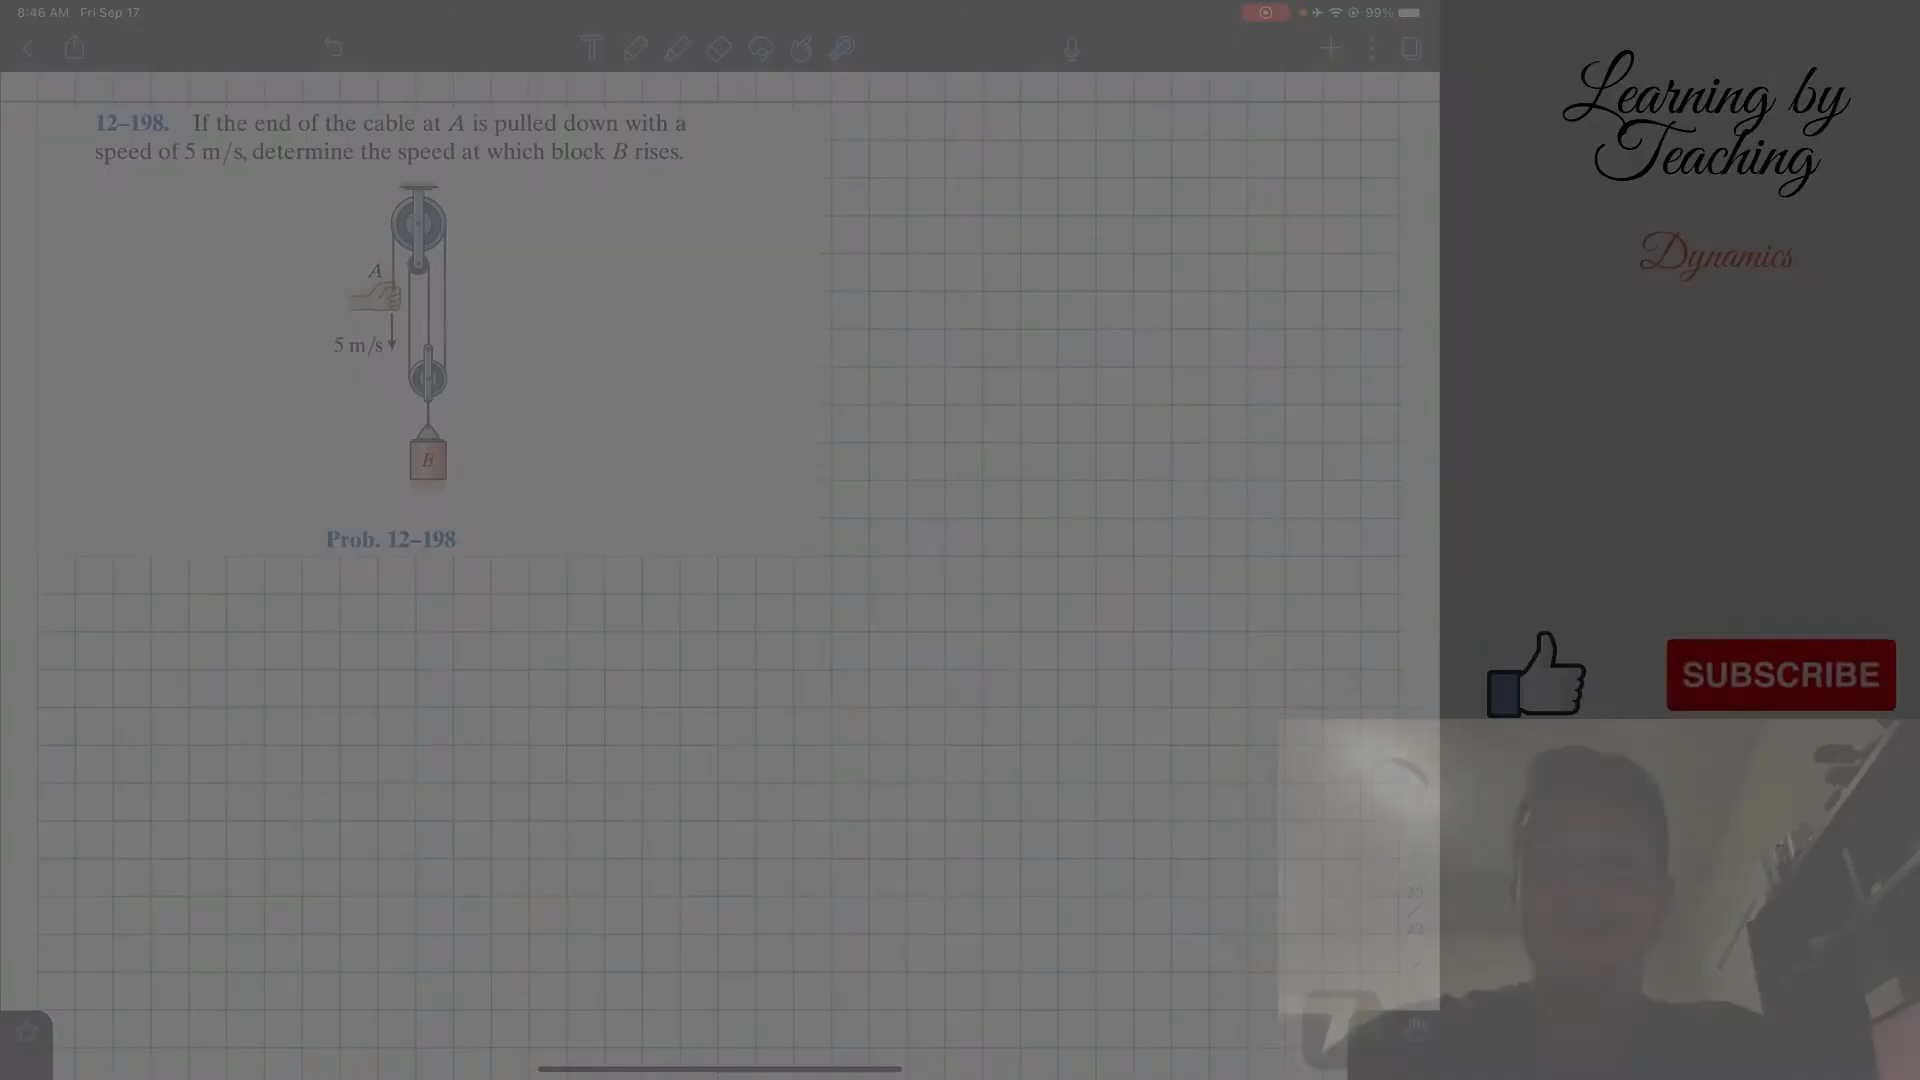 8:46 AM Fri Sep 17
99%
12–198. If the end of the cable at A is pulled down with a
speed of 5 m/s, determine the speed at which block B rises.
A
5 m/s
B
Prob. 12–198
Learning by
Teaching
Dynamics
SUBSCRIBE